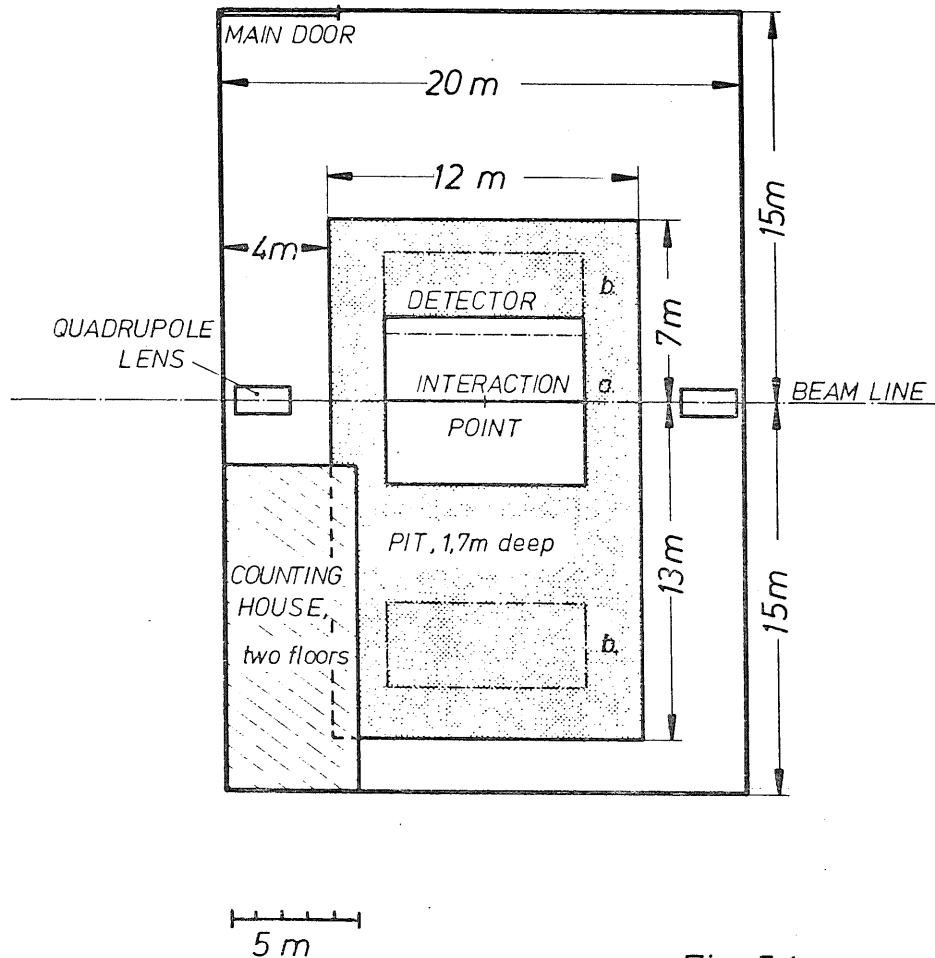 MAIN DOOR
20 m
12 m
15m
4m
b.
DETECTOR
7m
QUADRUPOLE
LENS
INTERACTION
a.
BEAM LINE
POINT
PIT, 1,7m deep
13m
COUNTING
HOUSE,
two floors
15m
b.
5 m